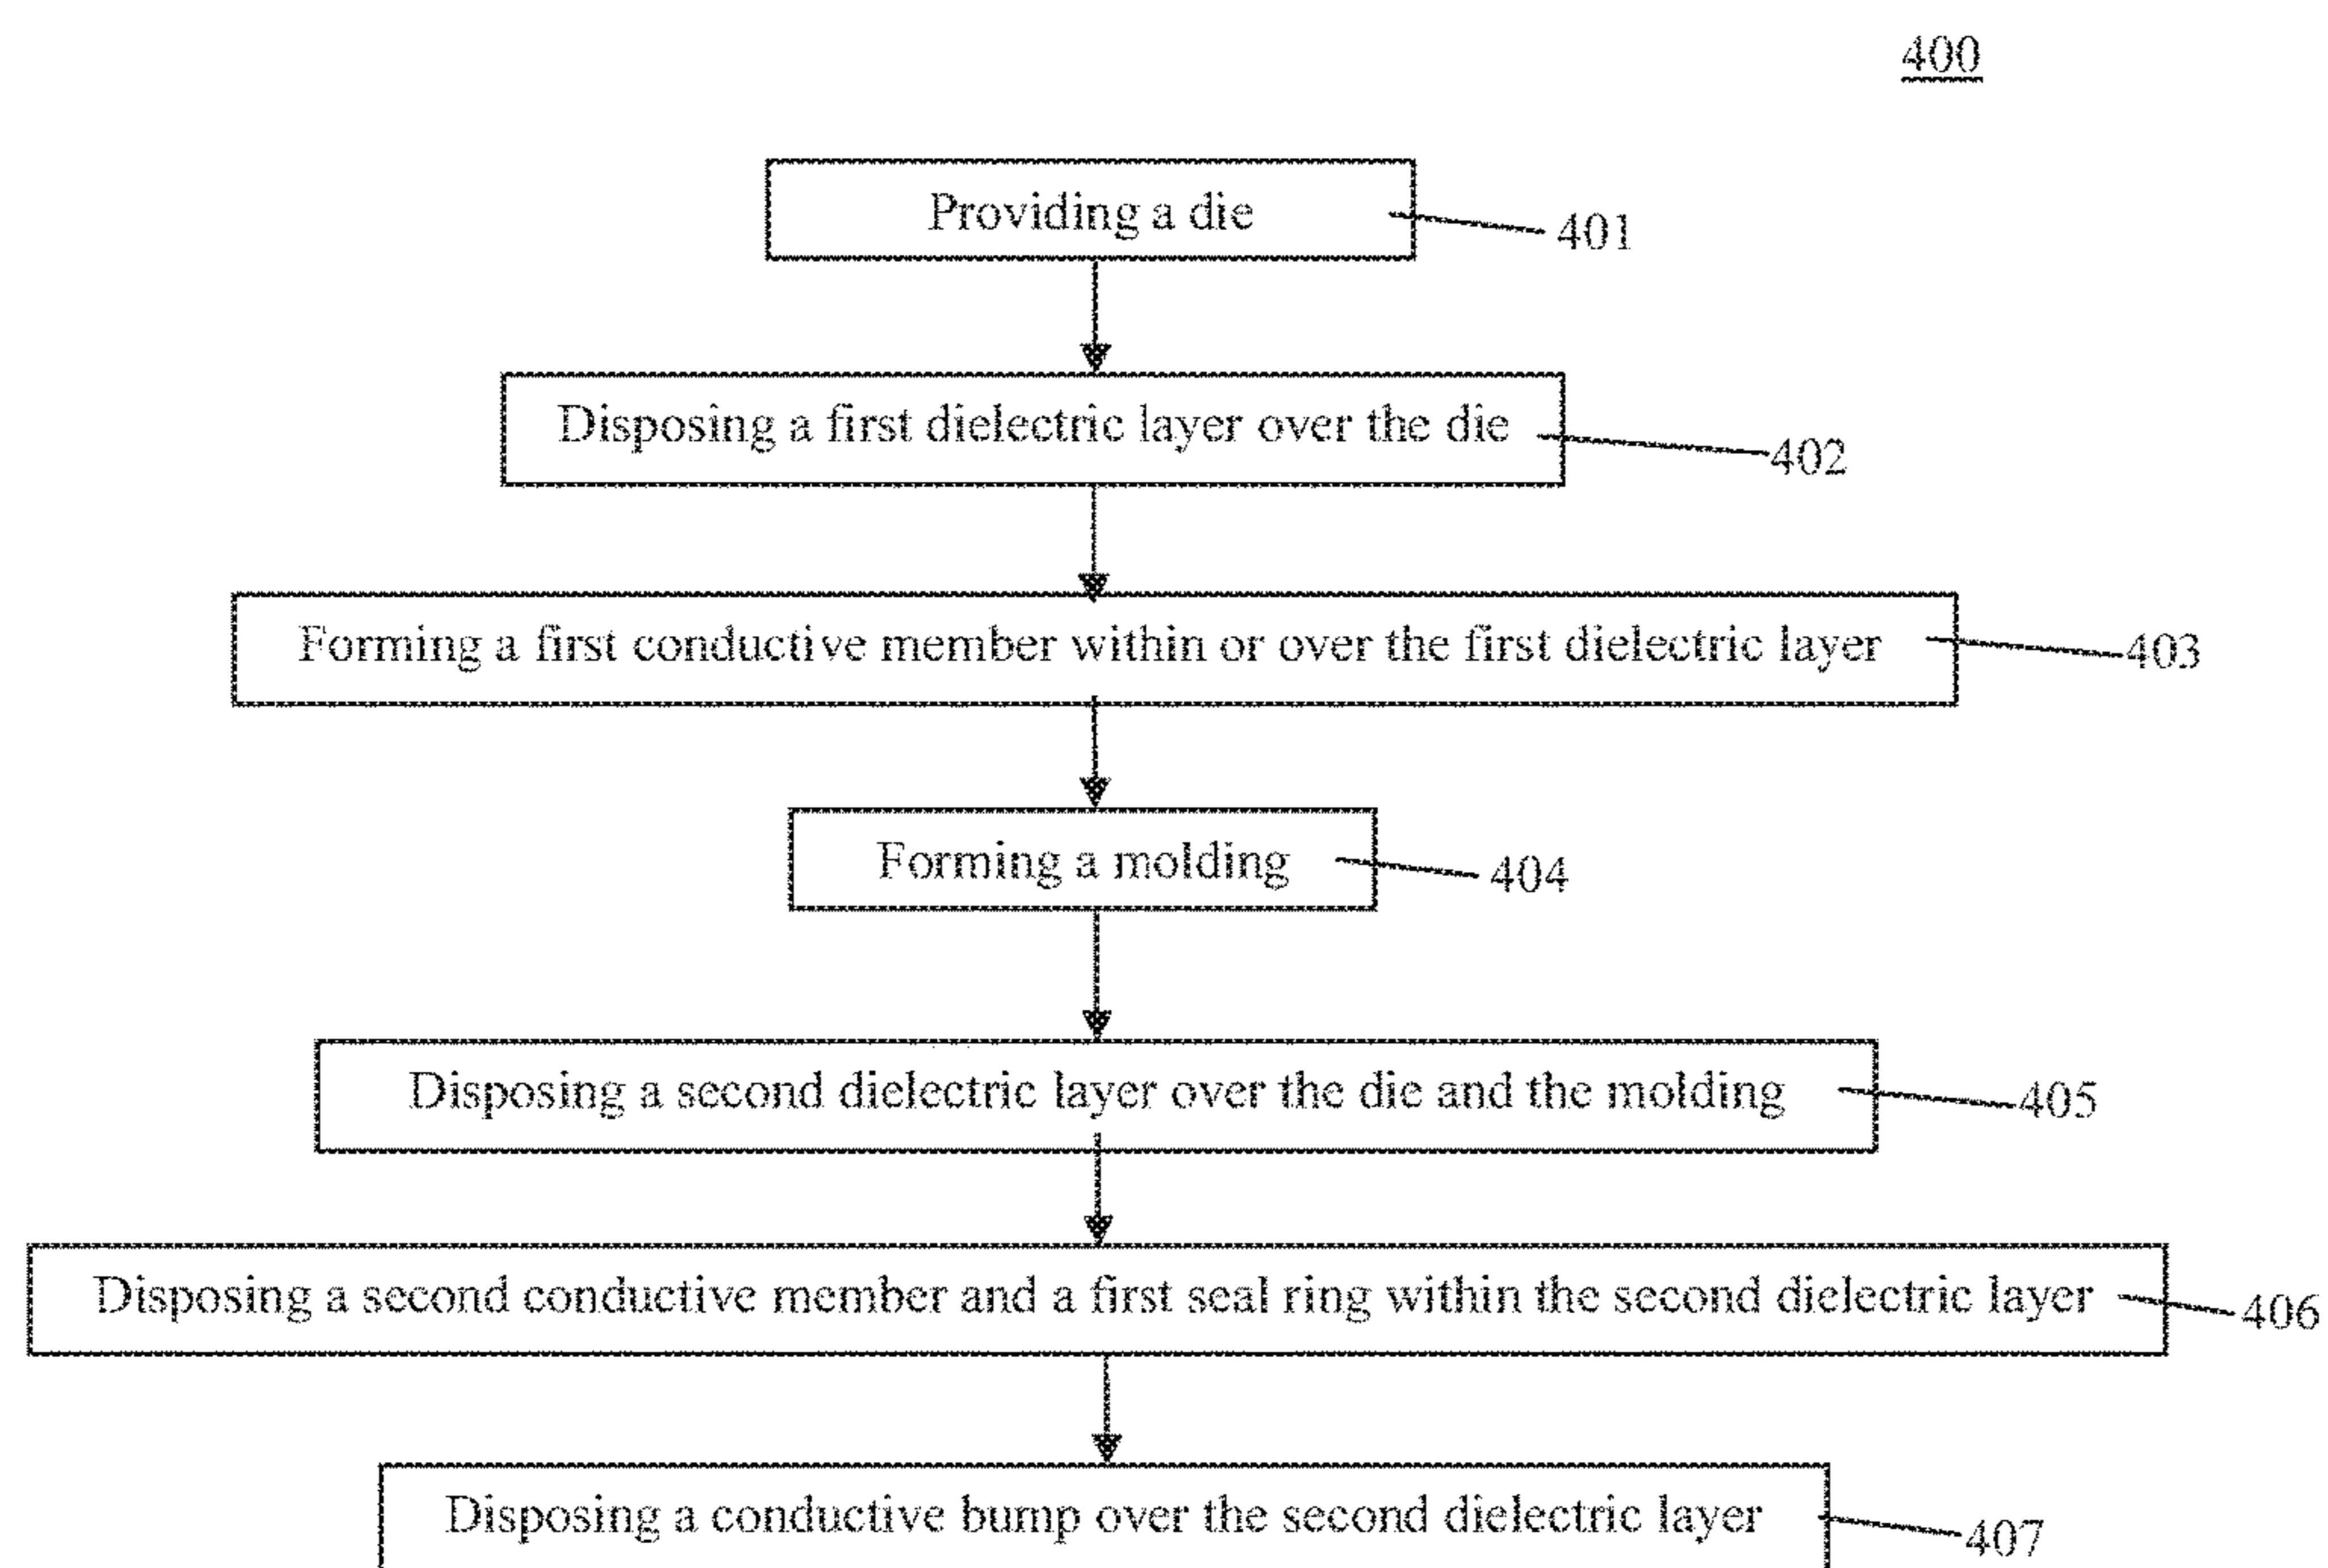 400
Providing a die
401
Disposing a first dielectric layer over the die
402
Forming a first conductive member within or over the first dielectric layer
403
Forming a molding
404
Disposing a second dielectric layer over the die and the molding
405
Disposing a second conductive member and a first seal ring within the second dielectric layer
406
Disposing a conductive bump over the second dielectric layer
407